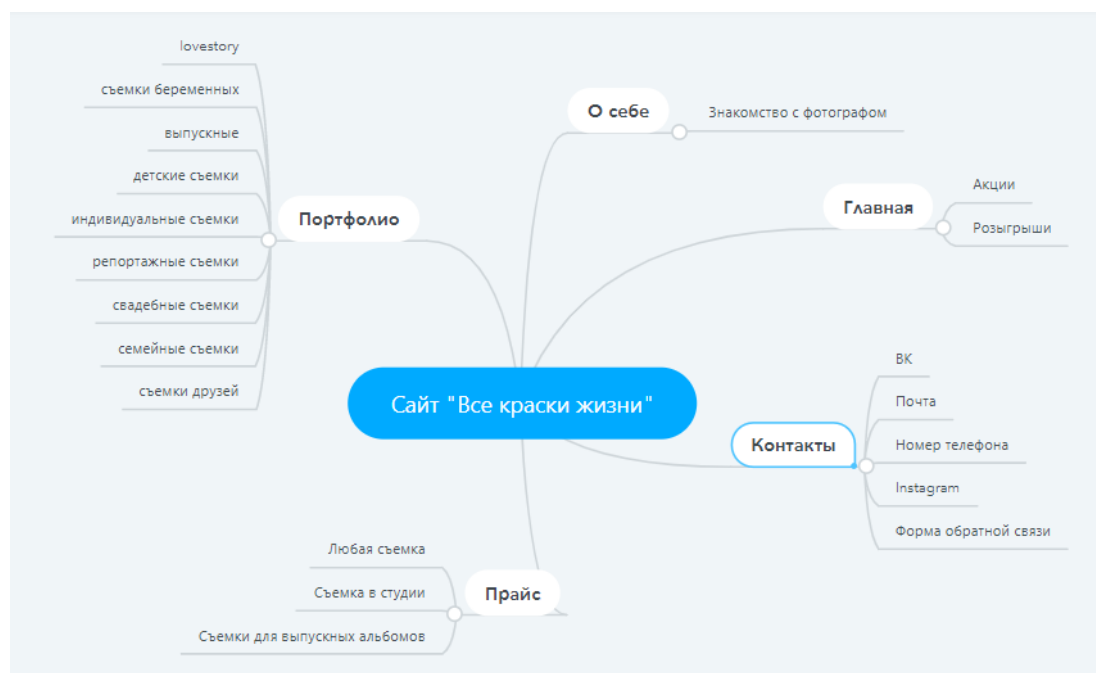 lovestory
съемки беременных
выпускные
детские съемки
индивидуальные съемки
репортажные съемки
свадебные съемки
семейные съемки
съемки друзей
Портфолио
О себе
Знакомство с фотографом
Главная
Акции
Розыгрыши
Сайт "Все краски жизни"
Контакты
ВК
Почта
Номер телефона
Instagram
Форма обратной связи
Прайс
Любая съемка
Съемка в студии
Съемки для выпускных альбомов